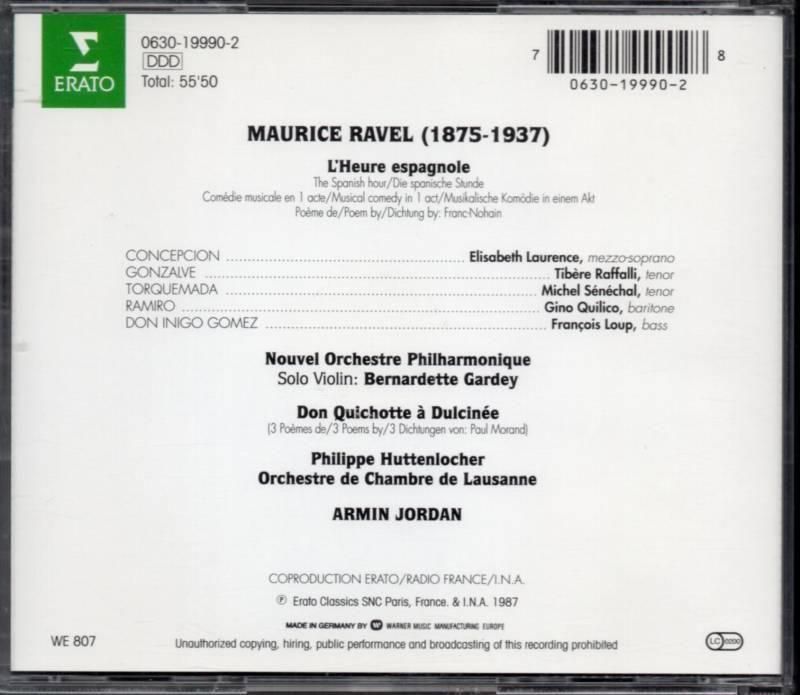 ERATO
0630-19990-2
DDD
Total: 55'50
7 8
0630-19990-2
MAURICE RAVEL (1875-1937)
L'Heure espagnole
The Spanish hour/Die spanische Stunde
Comédie musicale en 1 acte/Musical comedy in 1 act/Musikalische Komödie in einem Akt
Poème de/Poem by/Dichtung by: Franc-Nohain
CONCEPCION ........ Elisabeth Laurence, mezzo-soprano
GONZALVE ........ Tibère Raffalli, tenor
TORQUEMADA ........ Michel Sénéchal, tenor
RAMIRO ........ Gino Quilico, baritone
DON INIGO GOMEZ ........ François Loup, bass
Nouvel Orchestre Philharmonique
Solo Violin: Bernardette Gardey
Don Quichotte à Dulcinée
(3 Poèmes de/3 Poems by/3 Dichtungen von: Paul Morand)
Philippe Huttenlocher
Orchestre de Chambre de Lausanne
ARMIN JORDAN
COPRODUCTION ERATO/RADIO FRANCE/I.N.A.
℗ Erato Classics SNC Paris, France. & I.N.A. 1987
MADE IN GERMANY BY WARNER MUSIC MANUFACTURING EUROPE
WE 807
Unauthorized copying, hiring, public performance and broadcasting of this recording prohibited
LC 0200